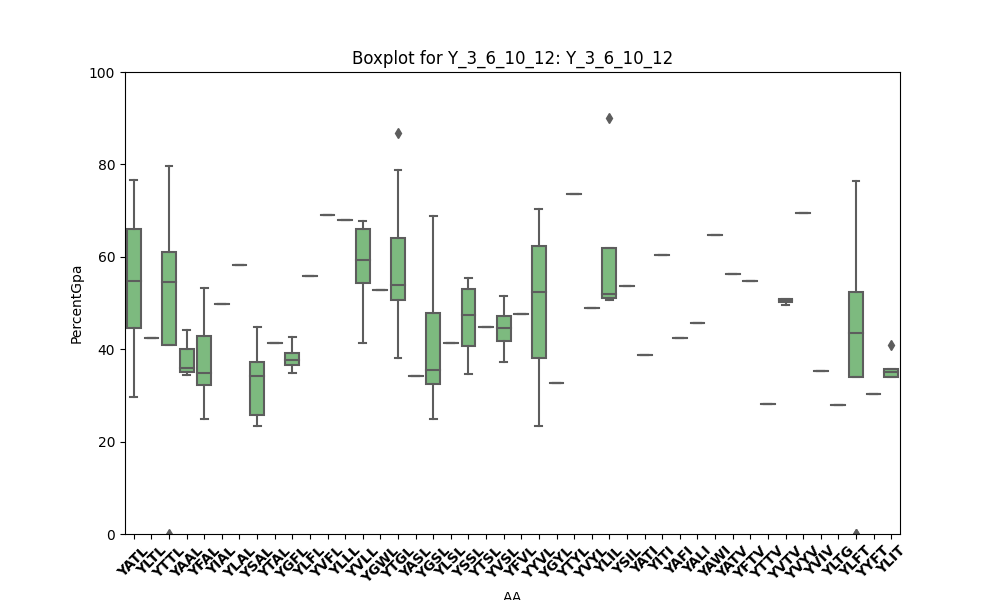 Boxplot for Y_3_6_10_12: Y_3_6_10_12
PercentGpa
100
80
60
40
20
0
YATL
YLTL
YTTL
YAAL
YFAL
YIAL
YLAL
YSAL
YTAL
YGFL
YLFL
YVFL
YLLL
YVLL
YGWL
YTGL
YASL
YGSL
YLSL
YSSL
YTSL
YVSL
YFVL
YYVL
YGYL
YTYL
YVYL
YLIL
YSIL
YATI
YITI
YAFI
YALI
YAWI
YATV
YFTV
YTTV
YVTV
YVYV
YVIV
YLTG
YLFT
YYFT
YLIT
AA